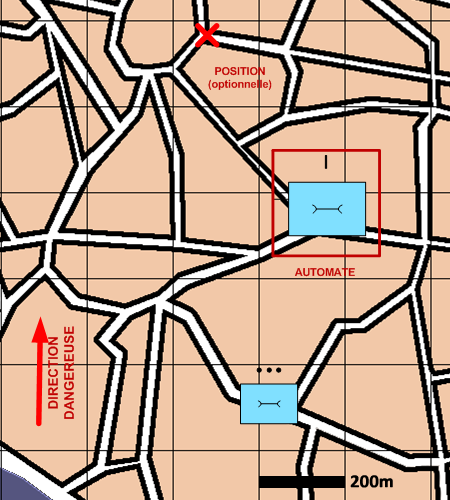 POSITION
(optionnelle)
I
AUTOMATE
DIRECTION
DANGEREUSE
200m